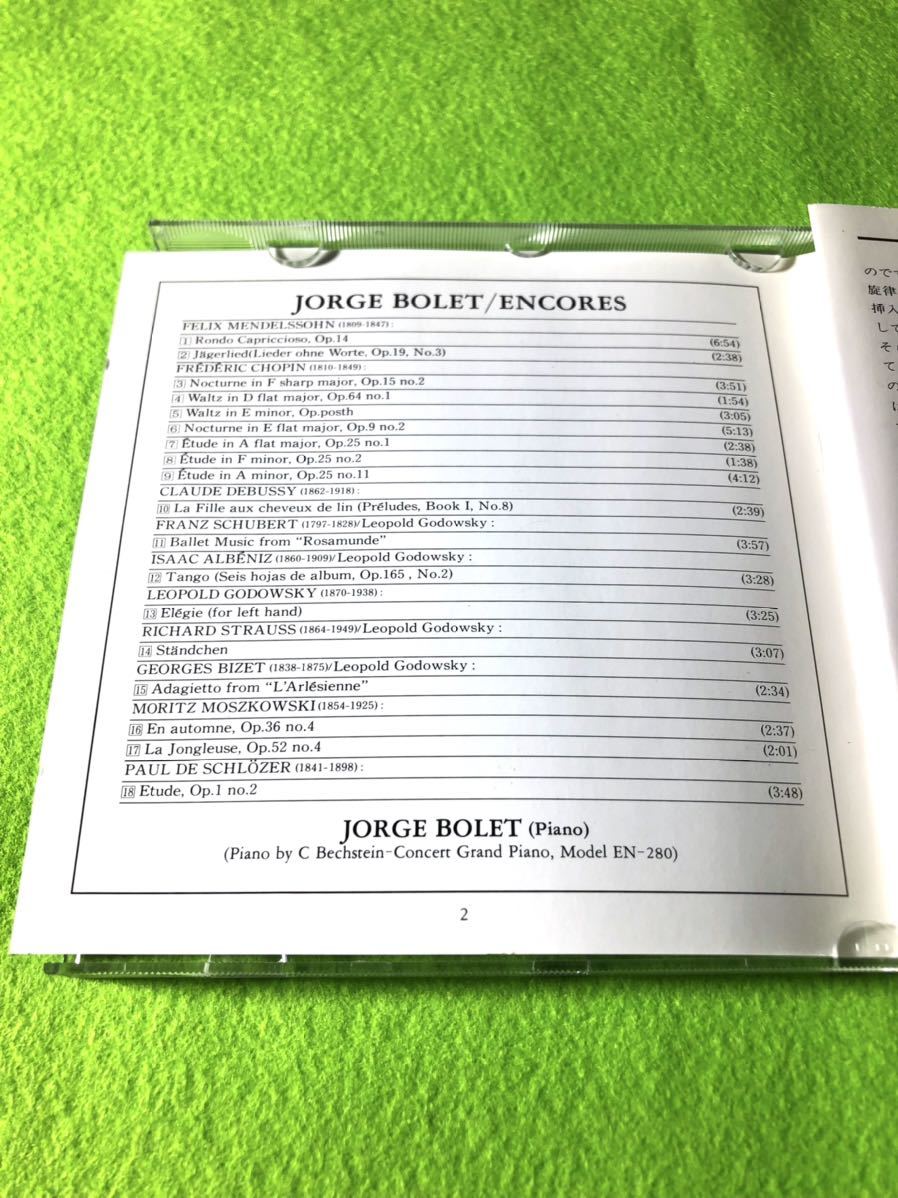 JORGE BOLET/ENCORES
FELIX MENDELSSOHN (1809-1847) :
1 Rondo Capriccioso, Op.14 (6:54)
2 Jägerlied(Lieder ohne Worte, Op.19, No.3) (2:38)
FRÉDÉRIC CHOPIN (1810-1849) :
3 Nocturne in F sharp major, Op.15 no.2 (3:51)
4 Waltz in D flat major, Op.64 no.1 (1:54)
5 Waltz in E minor, Op.posth (3:05)
6 Nocturne in E flat major, Op.9 no.2 (5:13)
7 Étude in A flat major, Op.25 no.1 (2:38)
8 Étude in F minor, Op.25 no.2 (1:38)
9 Étude in A minor, Op.25 no.11 (4:12)
CLAUDE DEBUSSY (1862-1918) :
10 La Fille aux cheveux de lin (Préludes, Book I, No.8) (2:39)
FRANZ SCHUBERT (1797-1828)/Leopold Godowsky :
11 Ballet Music from "Rosamunde" (3:57)
ISAAC ALBÉNIZ (1860-1909)/Leopold Godowsky :
12 Tango (Seis hojas de album, Op.165 , No.2) (3:28)
LEOPOLD GODOWSKY (1870-1938) :
13 Elégie (for left hand) (3:25)
RICHARD STRAUSS (1864-1949)/Leopold Godowsky :
14 Ständchen (3:07)
GEORGES BIZET (1838-1875)/Leopold Godowsky :
15 Adagietto from "L'Arlésienne" (2:34)
MORITZ MOSZKOWSKI (1854-1925) :
16 En automne, Op.36 no.4 (2:37)
17 La Jongleuse, Op.52 no.4 (2:01)
PAUL DE SCHLÖZER (1841-1898) :
18 Etude, Op.1 no.2 (3:48)
JORGE BOLET (Piano)
(Piano by C Bechstein-Concert Grand Piano, Model EN-280)
2
ので
旋律
挿入
して
そ
て
の